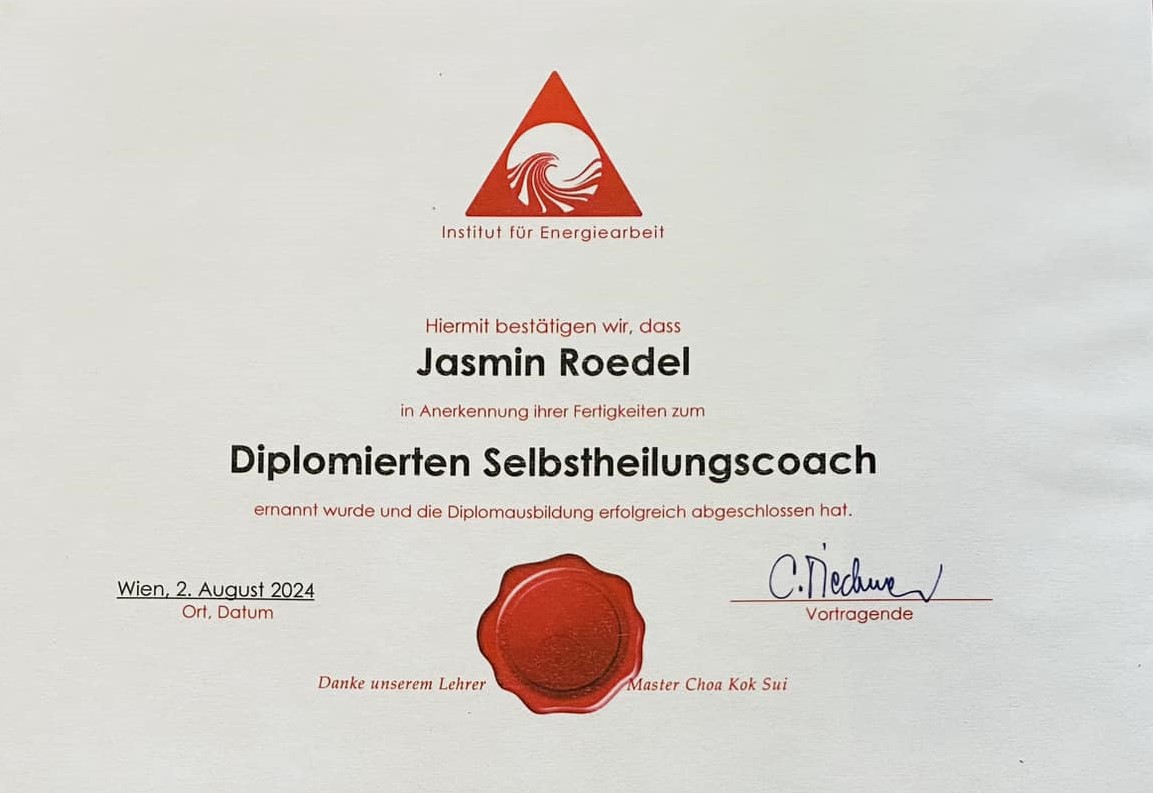 Institut für Energiearbeit
Hiermit bestätigen wir, dass
Jasmin Roedel
in Anerkennung ihrer Fertigkeiten zum
Diplomierten Selbstheilungscoach
ernannt wurde und die Diplomausbildung erfolgreich abgeschlossen hat.
Wien, 2. August 2024
Ort, Datum
C.
Vortragende
Danke unserem Lehrer Master Choa Kok Sui